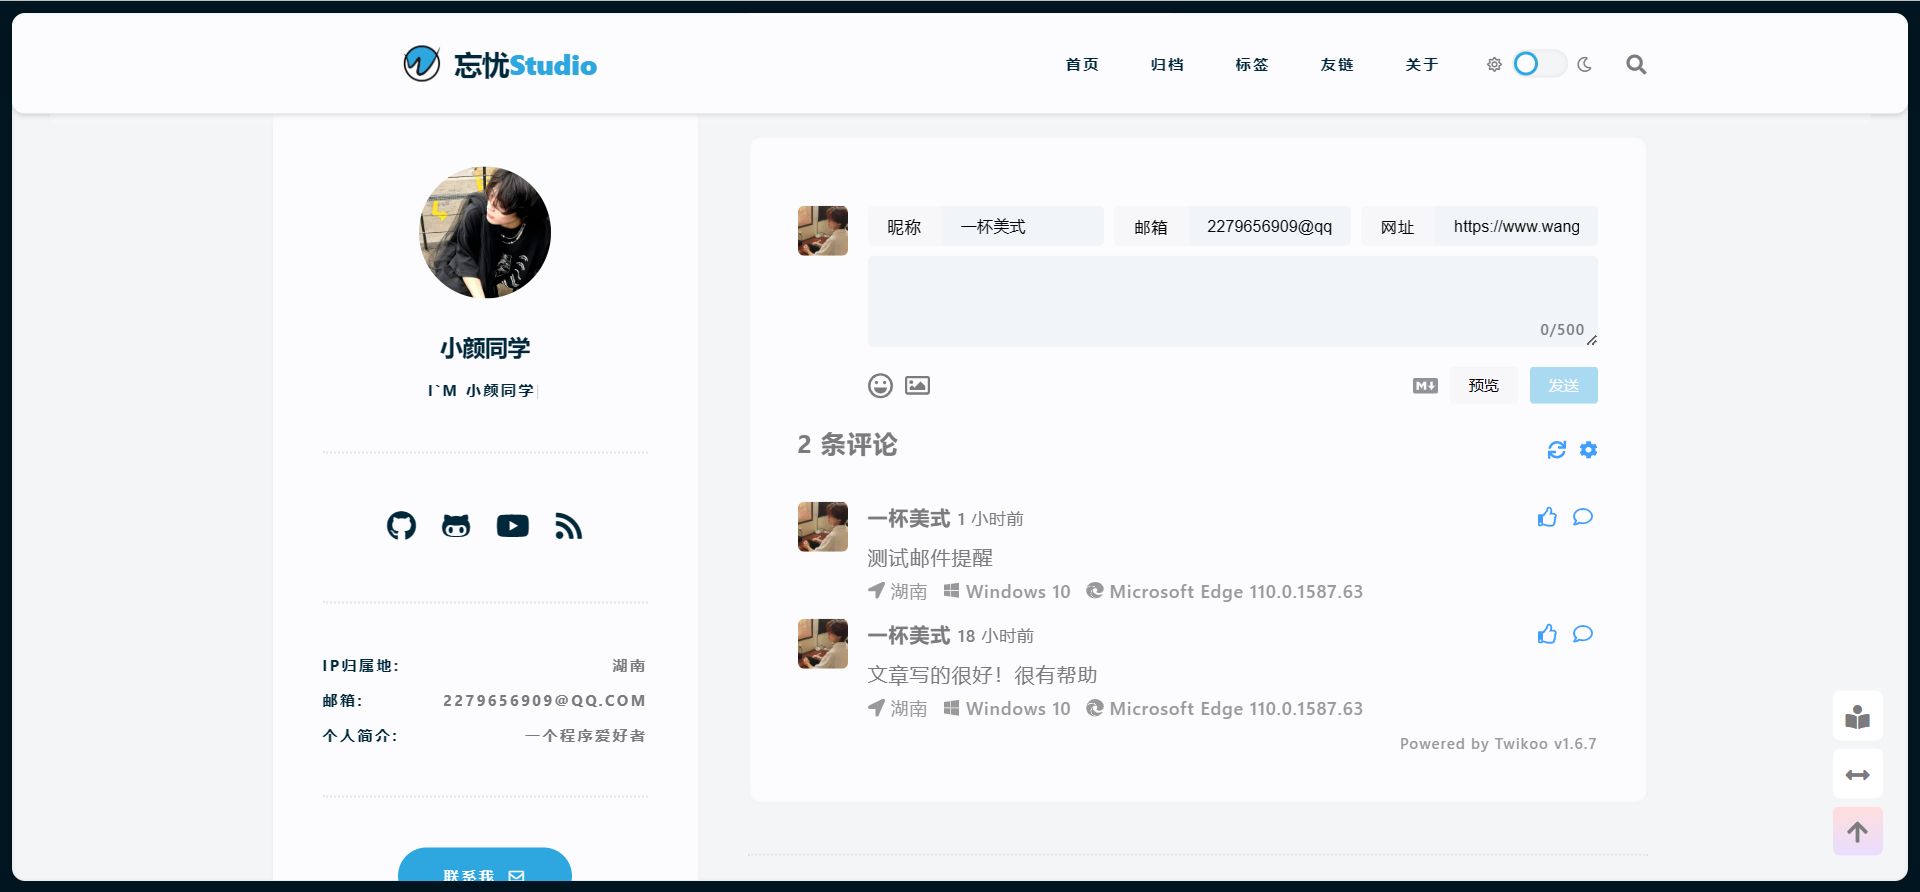 忘忧Studio
首页 归档 标签 友链 关于
小颜同学
I`M 小颜同学
IP归属地: 湖南
邮箱: 2279656909@QQ.COM
个人简介: 一个程序爱好者
联系我
昵称 一杯美式 邮箱 2279656909@qq 网址 https://www.wang
0/500
预览 发送
2 条评论
一杯美式 1 小时前
测试邮件提醒
湖南 Windows 10 Microsoft Edge 110.0.1587.63
一杯美式 18 小时前
文章写的很好！很有帮助
湖南 Windows 10 Microsoft Edge 110.0.1587.63
Powered by Twikoo v1.6.7